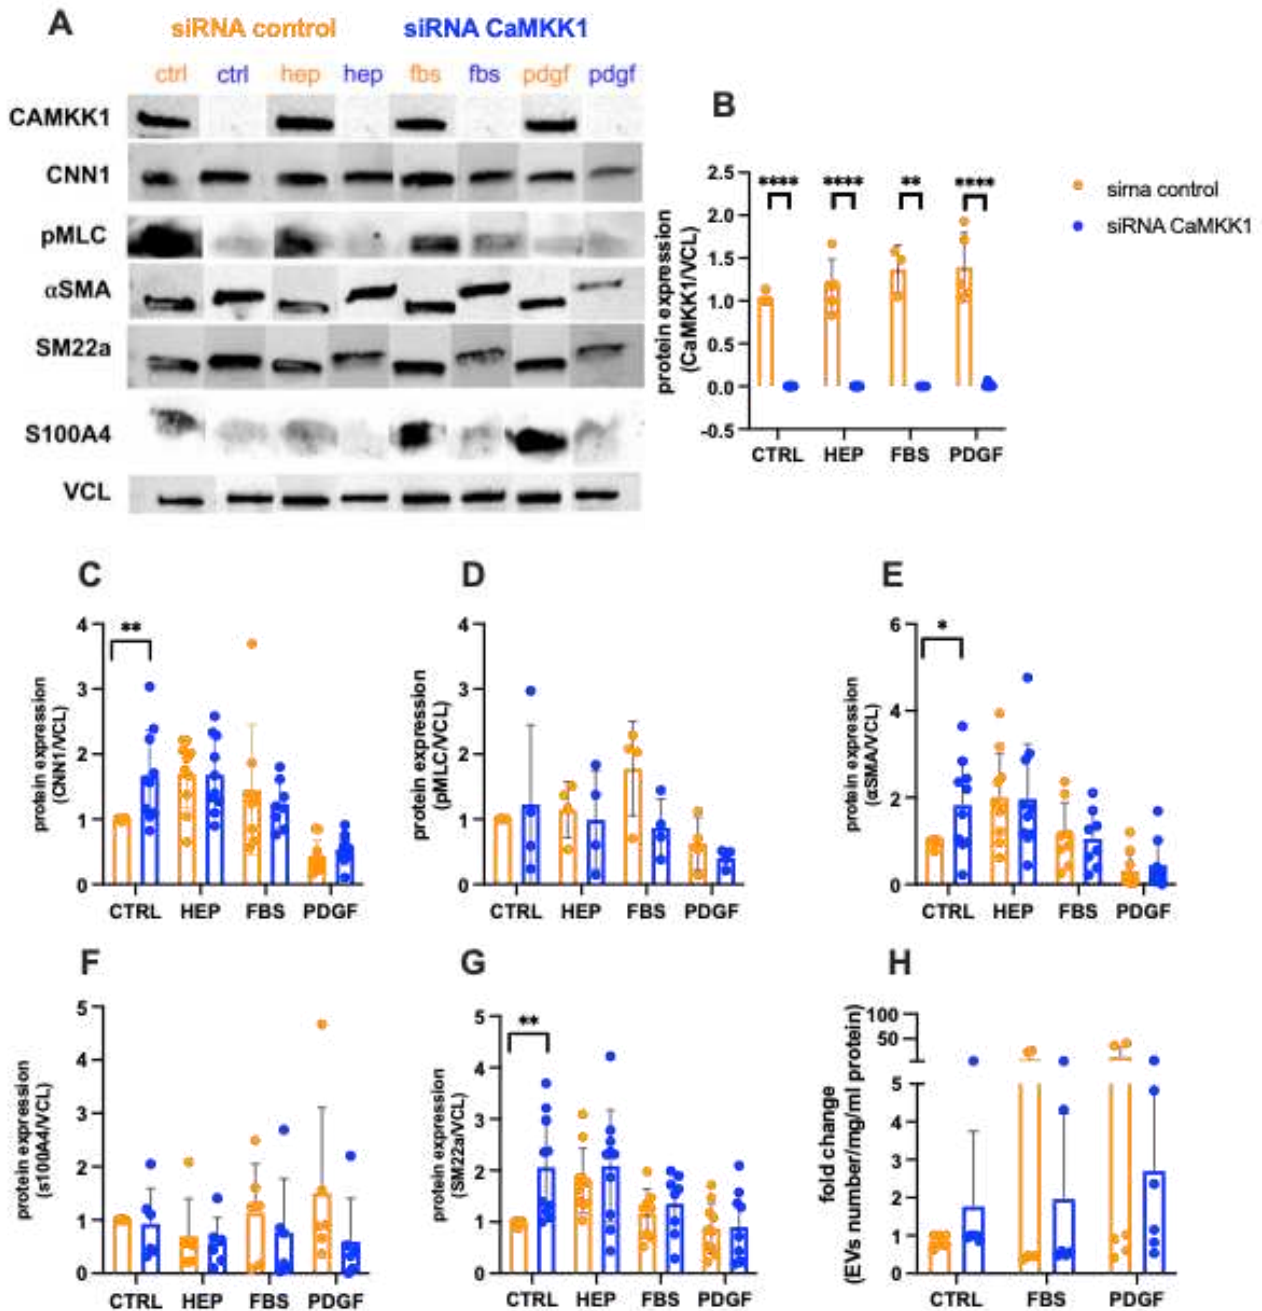 A
siRNA control siRNA CaMKK1
ctrl ctrl hep hep fbs fbs pdgf pdgf
CAMKK1
CNN1
pMLC
αSMA
SM22a
S100A4
VCL
B
protein expression
(CaMKK1/VCL)
2.5
2.0
1.5
1.0
0.5
0.0
-0.5
**** **** ** ****
CTRL HEP FBS PDGF
sirna control
siRNA CaMKK1
C
protein expression
(CNN1/VCL)
4
3
2
1
0
**
CTRL HEP FBS PDGF
D
protein expression
(pMLC/VCL)
4
3
2
1
0
CTRL HEP FBS PDGF
E
protein expression
(αSMA/VCL)
6
4
2
0
*
CTRL HEP FBS PDGF
F
protein expression
(s100A4/VCL)
5
4
3
2
1
0
CTRL HEP FBS PDGF
G
protein expression
(SM22a/VCL)
5
4
3
2
1
0
**
CTRL HEP FBS PDGF
H
fold change
(EVs number/mg/ml protein)
100
50
5
4
3
2
1
0
CTRL FBS PDGF